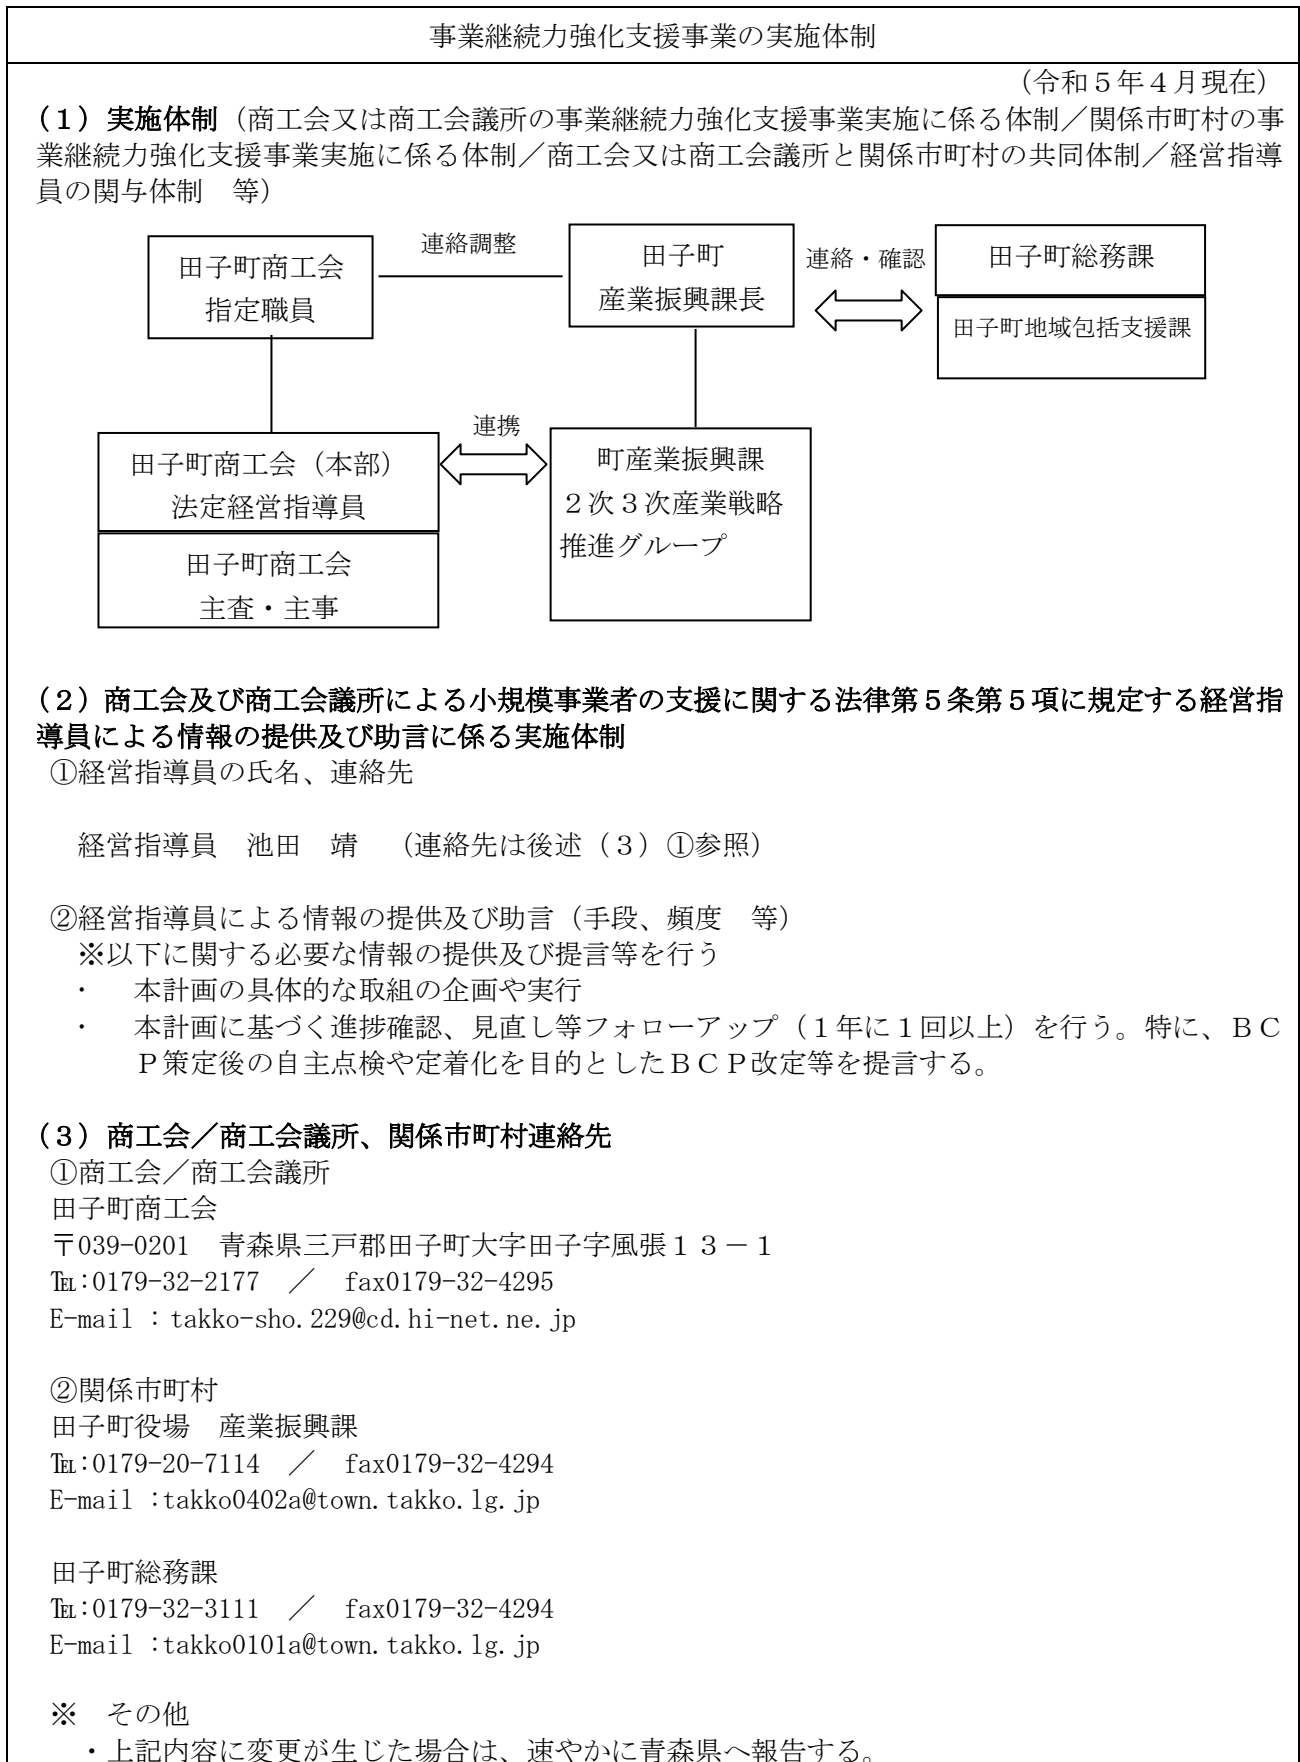 事業継続力強化支援事業の実施体制
（令和５年４月現在）
（１）実施体制（商工会又は商工会議所の事業継続力強化支援事業実施に係る体制／関係市町村の事
業継続力強化支援事業実施に係る体制／商工会又は商工会議所と関係市町村の共同体制／経営指導
員の関与体制　等）
田子町商工会
指定職員
連絡調整
田子町
産業振興課長
連絡・確認
田子町総務課
田子町地域包括支援課
田子町商工会（本部）
法定経営指導員
田子町商工会
主査・主事
連携
町産業振興課
２次３次産業戦略
推進グループ
（２）商工会及び商工会議所による小規模事業者の支援に関する法律第５条第５項に規定する経営指
導員による情報の提供及び助言に係る実施体制
①経営指導員の氏名、連絡先
経営指導員　池田　靖　（連絡先は後述（３）①参照）
②経営指導員による情報の提供及び助言（手段、頻度　等）
※以下に関する必要な情報の提供及び提言等を行う
・　本計画の具体的な取組の企画や実行
・　本計画に基づく進捗確認、見直し等フォローアップ（１年に１回以上）を行う。特に、ＢＣ
Ｐ策定後の自主点検や定着化を目的としたＢＣＰ改定等を提言する。
（３）商工会／商工会議所、関係市町村連絡先
①商工会／商工会議所
田子町商工会
〒039-0201　青森県三戸郡田子町大字田子字風張１３－１
℡:0179-32-2177　／　fax0179-32-4295
E-mail：takko-sho.229@cd.hi-net.ne.jp
②関係市町村
田子町役場　産業振興課
℡:0179-20-7114　／　fax0179-32-4294
E-mail :takko0402a@town.takko.lg.jp
田子町総務課
℡:0179-32-3111　／　fax0179-32-4294
E-mail :takko0101a@town.takko.lg.jp
※　その他
・上記内容に変更が生じた場合は、速やかに青森県へ報告する。